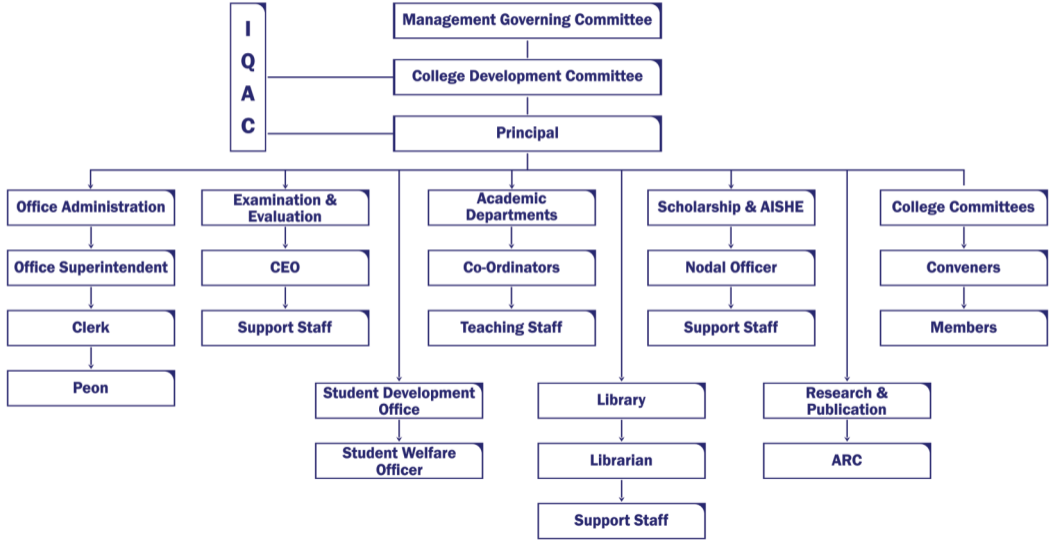 I
Q
A
C
Management Governing Committee
College Development Committee
Principal
Office Administration
Examination &
Evaluation
Academic
Departments
Scholarship & AISHE
College Committees
Office Superintendent
CEO
Co-Ordinators
Nodal Officer
Conveners
Clerk
Support Staff
Teaching Staff
Support Staff
Members
Peon
Student Development
Office
Library
Research &
Publication
Student Welfare
Officer
Librarian
ARC
Support Staff